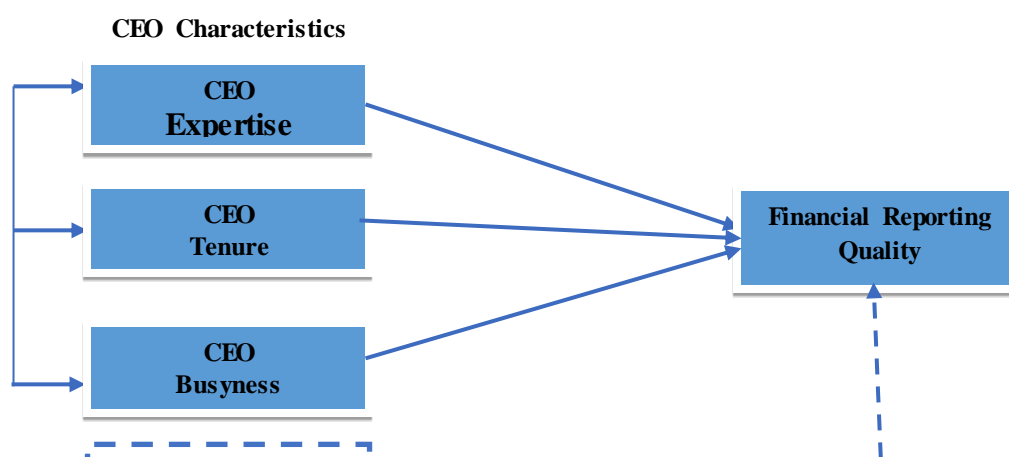 CEO Characteristics
CEO
Expertise
CEO
Tenure
Financial Reporting
Quality
CEO
Busyness